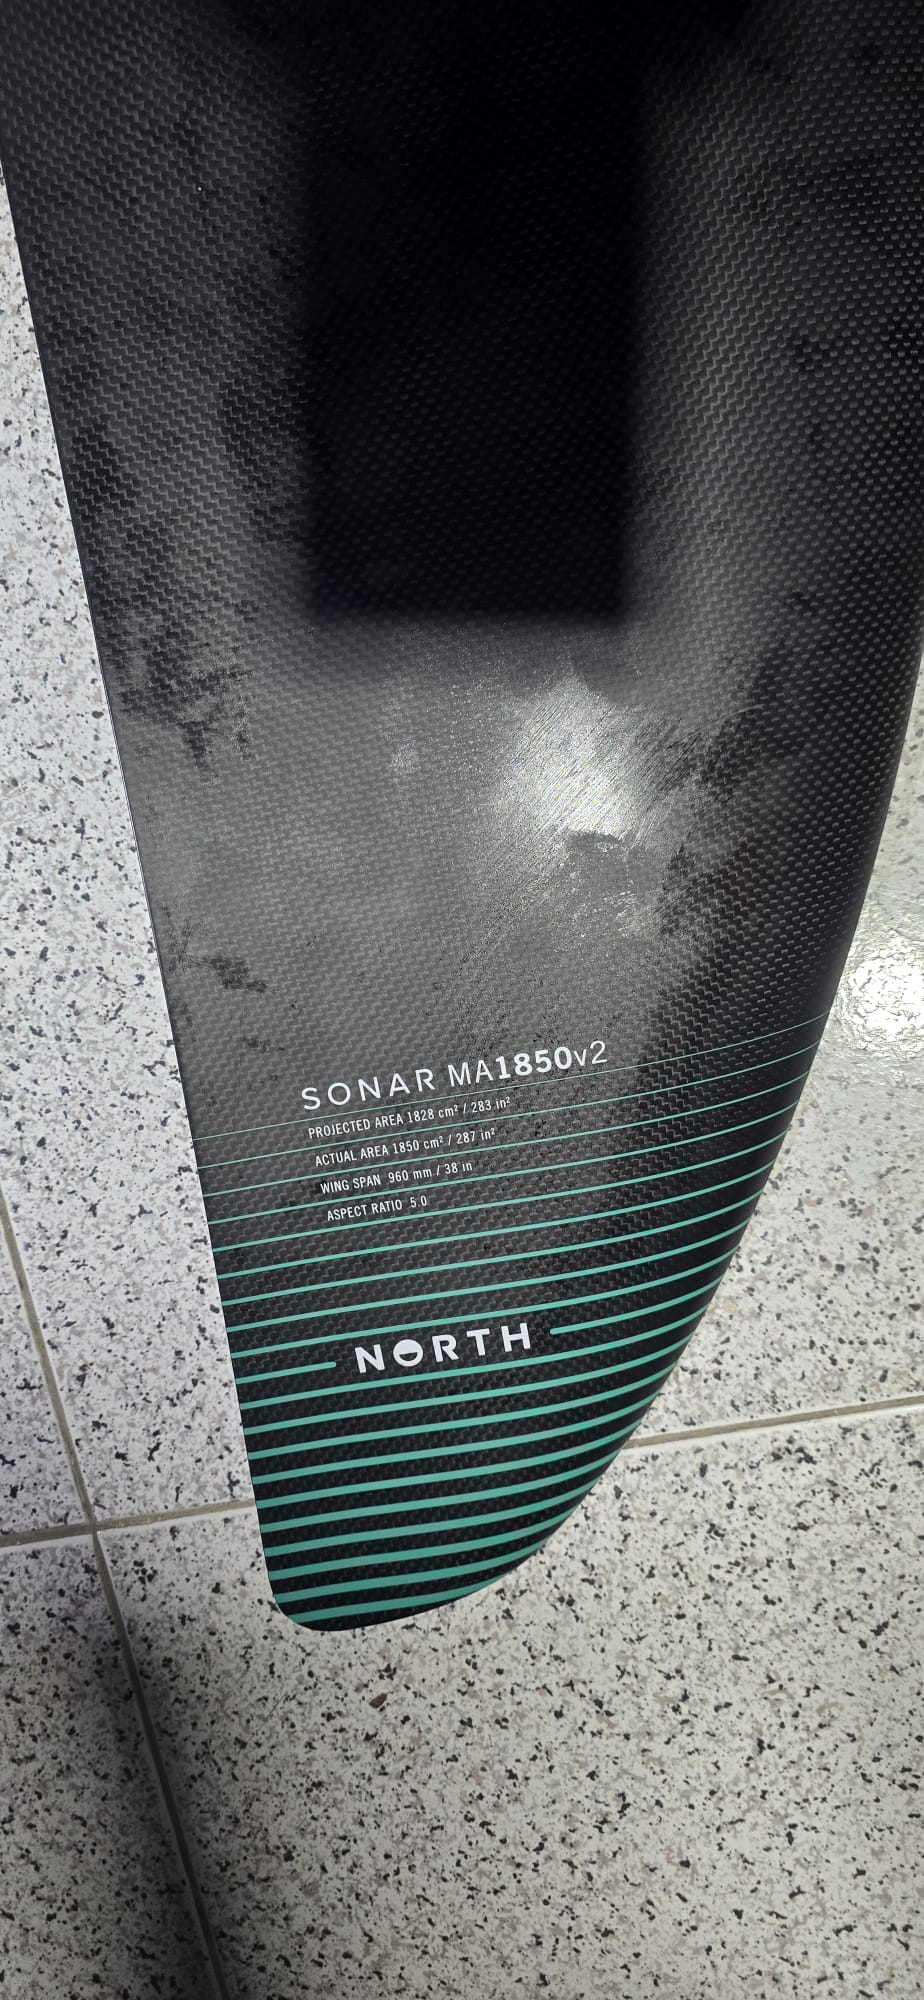 SONAR MA1850v2
PROJECTED AREA 1828 cm² / 283 in²
ACTUAL AREA 1850 cm² / 287 in²
WING SPAN 960 mm / 38 in
ASPECT RATIO 5.0
NORTH